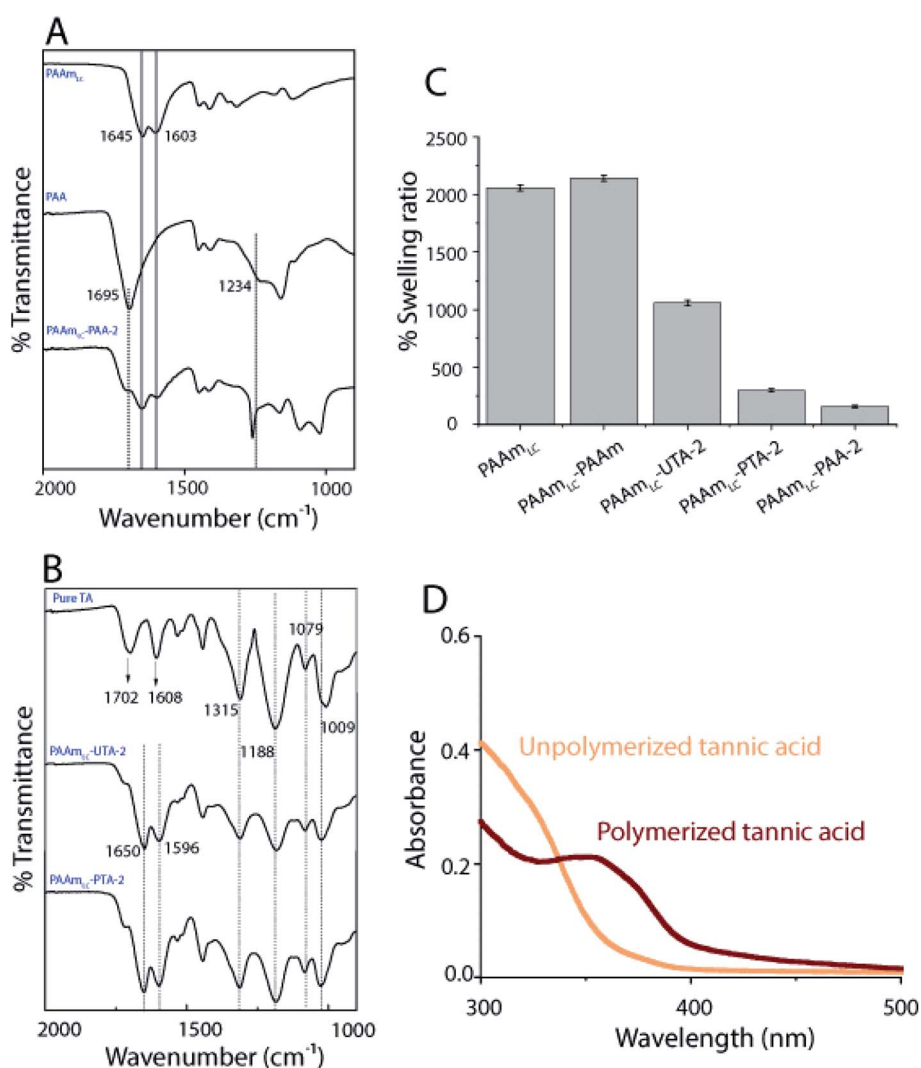 A
PAAmLC
1645
1603
PAA
1695
1234
PAAmLC-PAA-2
% Transmittance
2000
1500
1000
Wavenumber (cm-1)
B
Pure TA
1702
1608
1315
1188
1079
1009
PAAmLC-UTA-2
1650
1596
PAAmLC-PTA-2
% Transmittance
2000
1500
1000
Wavenumber (cm-1)
C
2500
2000
1500
1000
500
0
% Swelling ratio
PAAmLC
PAAmLC-PAAm
PAAmLC-UTA-2
PAAmLC-PTA-2
PAAmLC-PAA-2
D
0.6
0.4
0.2
0.0
Absorbance
Unpolymerized tannic acid
Polymerized tannic acid
300
400
500
Wavelength (nm)